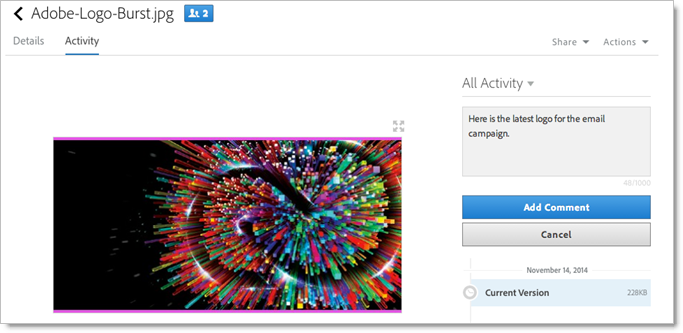 Adobe-Logo-Burst.jpg 2
Details Activity Share Actions
All Activity
Here is the latest logo for the email
campaign.
48/1000
Add Comment
Cancel
November 14, 2014
Current Version 228KB